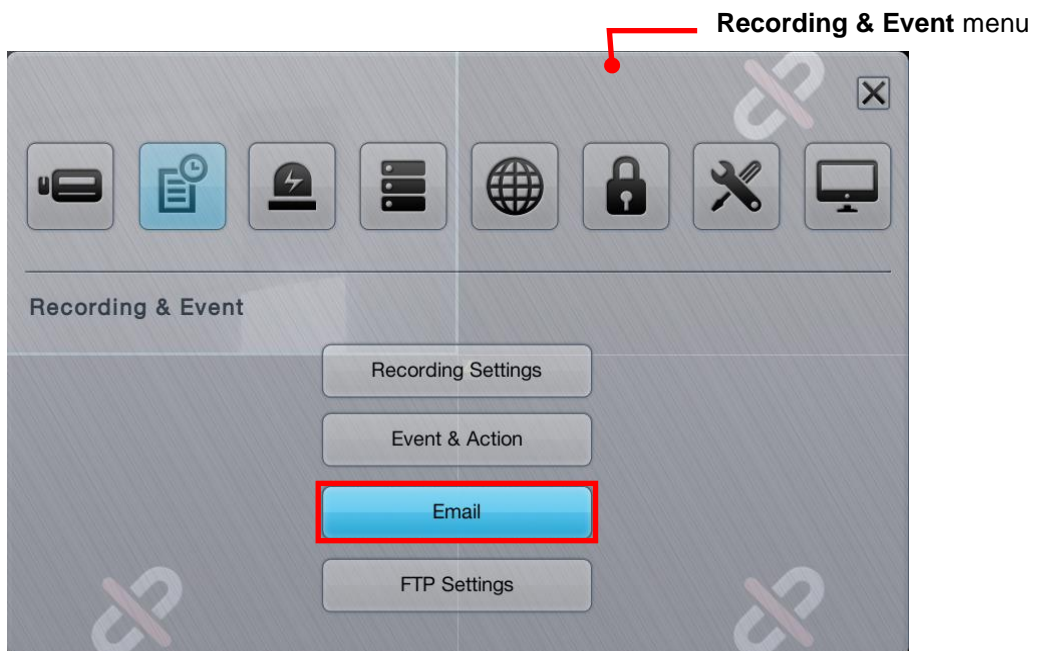 Recording & Event menu
Recording & Event
Recording Settings
Event & Action
Email
FTP Settings